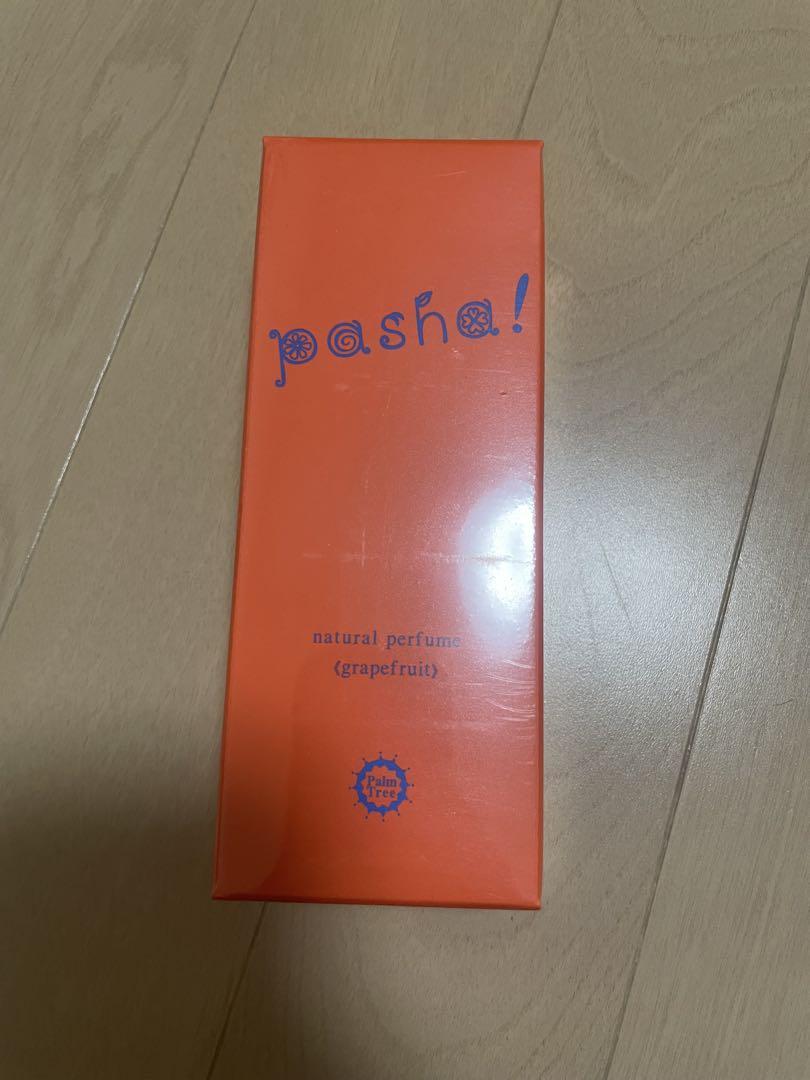 pasha!
natural perfume
《grapefruit》
Palm
Tree